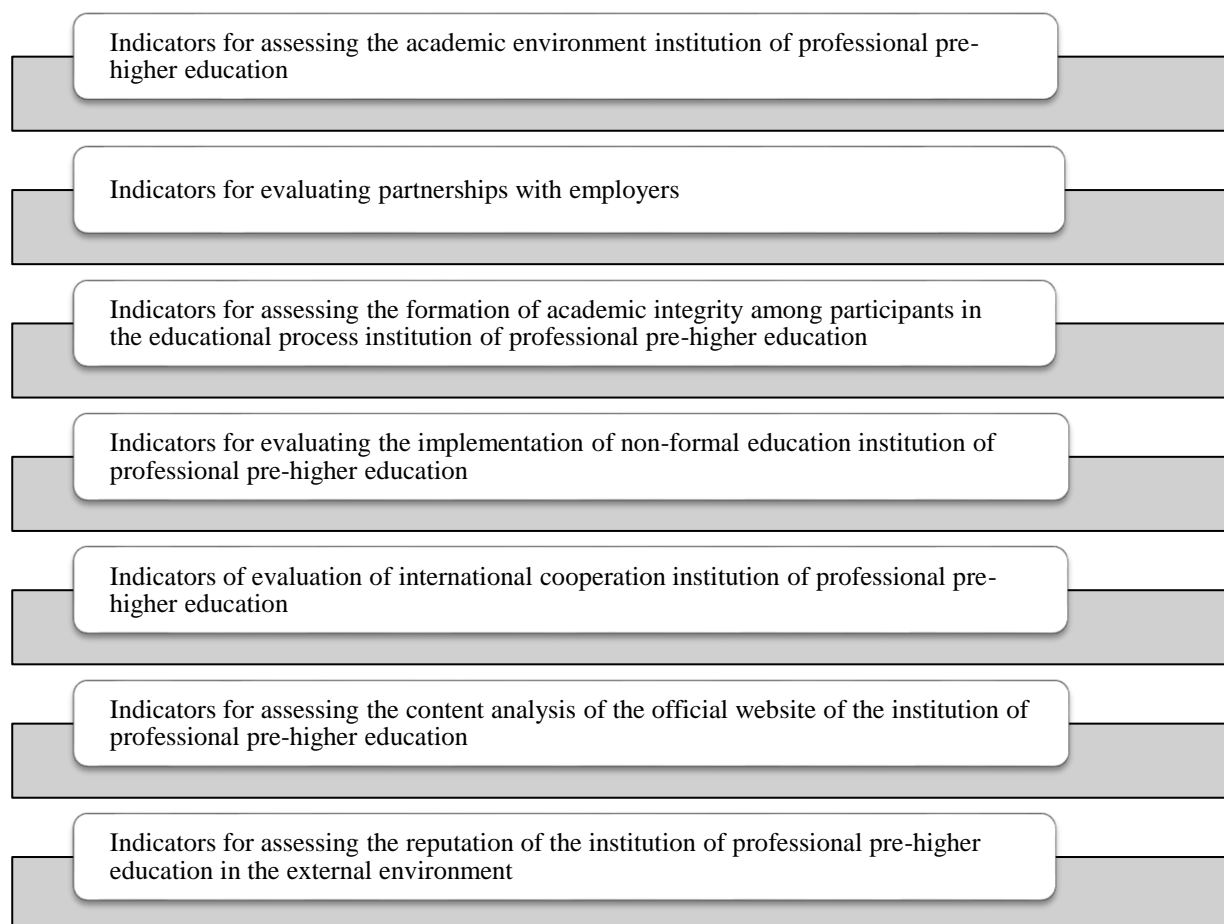 Indicators for assessing the academic environment institution of professional pre-
higher education
Indicators for evaluating partnerships with employers
Indicators for assessing the formation of academic integrity among participants in
the educational process institution of professional pre-higher education
Indicators for evaluating the implementation of non-formal education institution of
professional pre-higher education
Indicators of evaluation of international cooperation institution of professional pre-
higher education
Indicators for assessing the content analysis of the official website of the institution of
professional pre-higher education
Indicators for assessing the reputation of the institution of professional pre-higher
education in the external environment